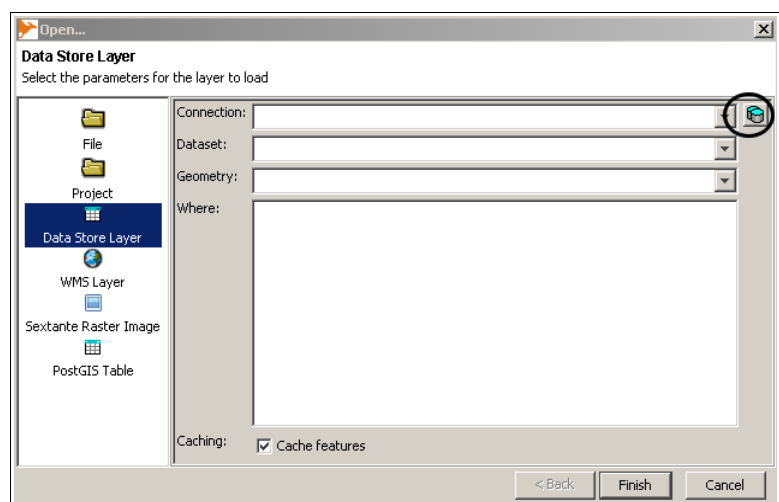 Open...
Data Store Layer
Select the parameters for the layer to load
File
Project
Data Store Layer
WMS Layer
Sextante Raster Image
PostGIS Table
Connection:
Dataset:
Geometry:
Where:
Caching:
Cache features
< Back
Finish
Cancel